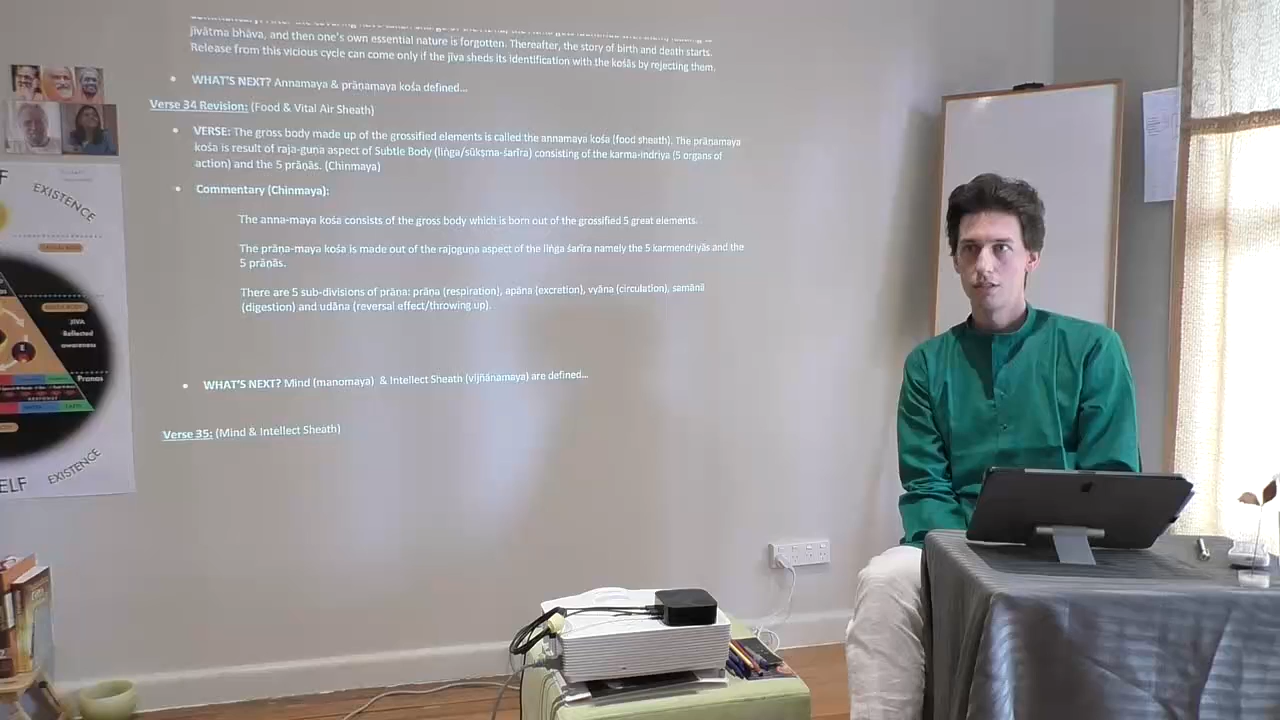 jīvātma bhāva, and then one's own essential nature is forgotten. Thereafter, the story of birth and death starts.
Release from this vicious cycle can come only if the jīva sheds its identification with the kośās by rejecting them.
• WHAT'S NEXT? Annamaya & prāṇamaya kośa defined…
Verse 34 Revision: (Food & Vital Air Sheath)
• VERSE: The gross body made up of the grossified elements is called the annamaya kośa (food sheath). The prāṇamaya
kośa is result of raja-guṇa aspect of Subtle Body (liṅga/sūkṣma-śarīra) consisting of the karma-indriya (5 organs of
action) and the 5 prāṇās. (Chinmaya)
• Commentary (Chinmaya):
The anna-maya kośa consists of the gross body which is born out of the grossified 5 great elements.
The prāṇa-maya kośa is made out of the rajoguṇa aspect of the liṅga śarīra namely the 5 karmendriyās and the
5 prāṇās.
There are 5 sub-divisions of prāṇa: prāṇa (respiration), apāna (excretion), vyāna (circulation), samānā
(digestion) and udāna (reversal effect/throwing up).
• WHAT'S NEXT? Mind (manomaya) & Intellect Sheath (vijñānamaya) are defined…
Verse 35: (Mind & Intellect Sheath)
F
EXISTENCE
JIVA
Reflected
awareness
Pranas
ELF
EXISTENCE